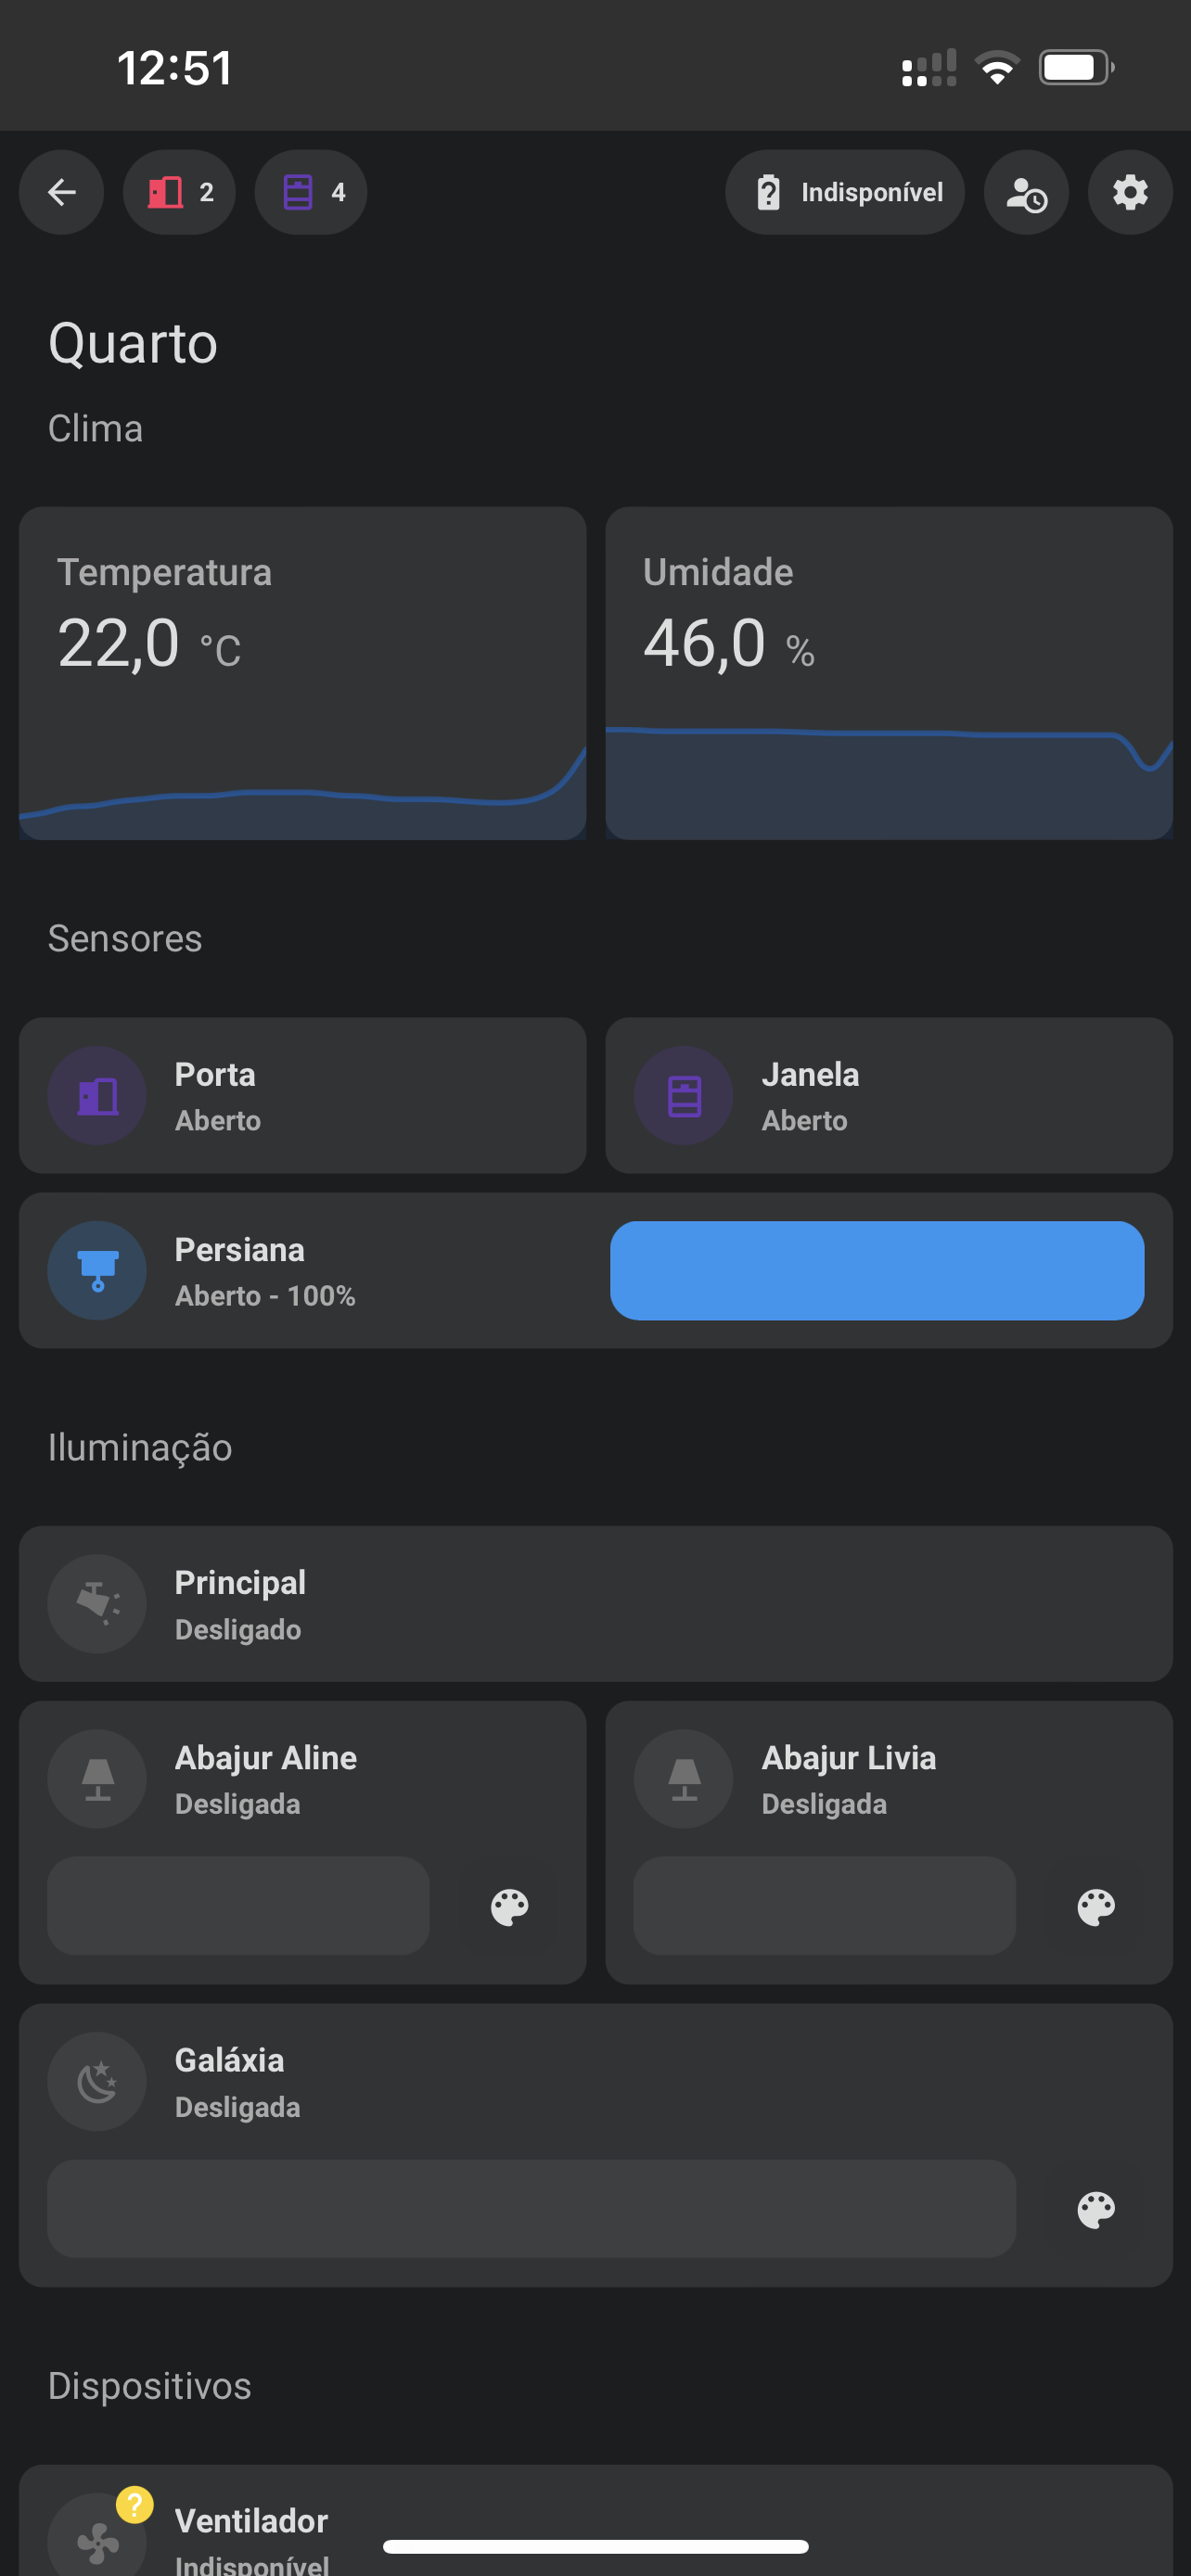 12:51
2
4
Indisponível
Quarto
Clima
Temperatura
22,0 °C
Umidade
46,0 %
Sensores
Porta
Aberto
Janela
Aberto
Persiana
Aberto - 100%
Iluminação
Principal
Desligado
Abajur Aline
Desligada
Abajur Livia
Desligada
Galáxia
Desligada
Dispositivos
?
Ventilador
Indisponível